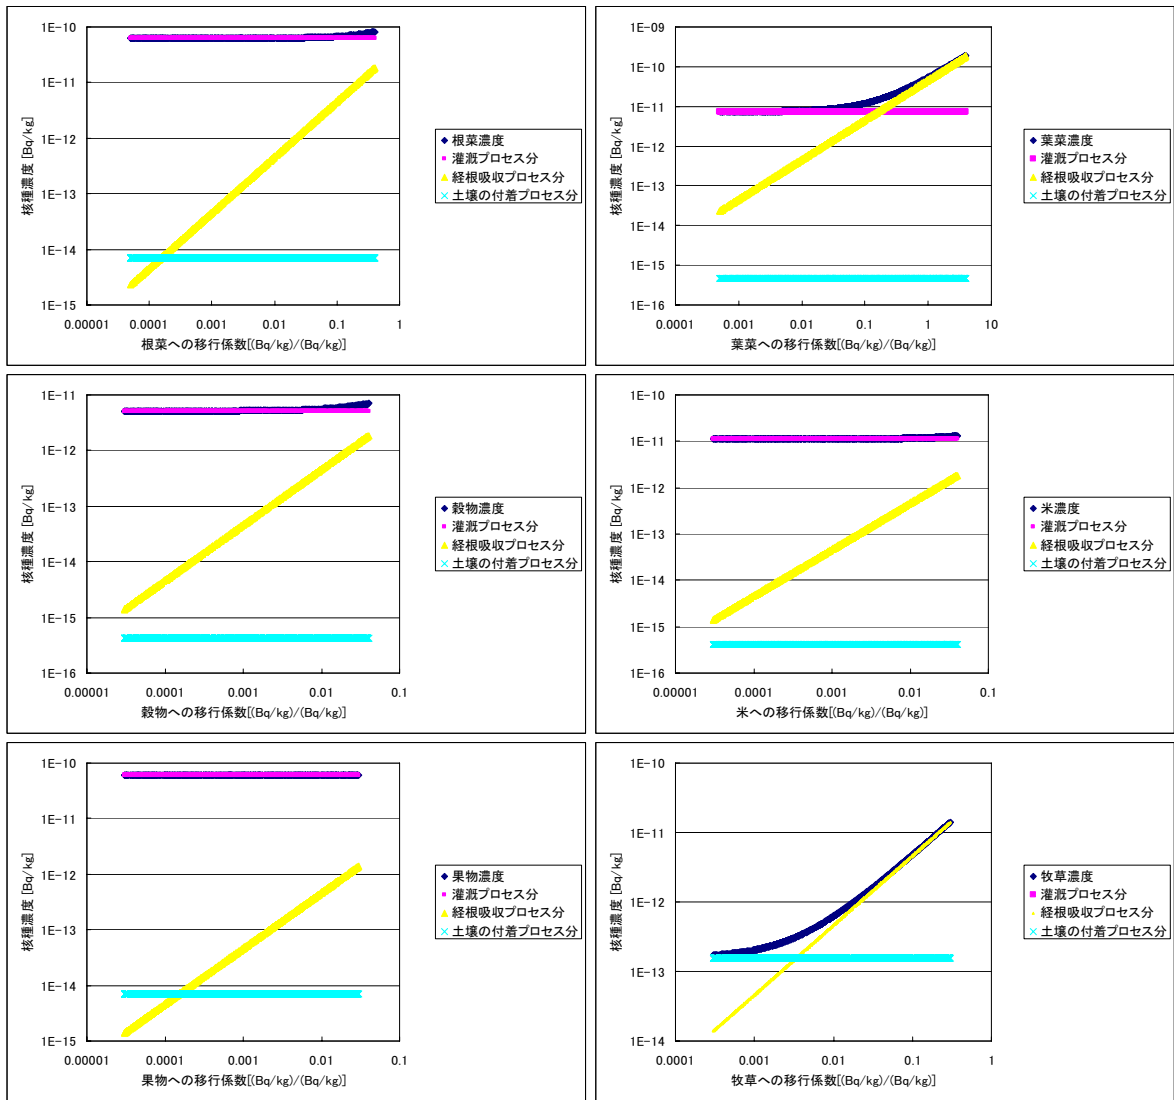 1E-10
1E-11
1E-12
1E-13
1E-14
1E-15
核種濃度[Bq/kg]
0.00001 0.0001 0.001 0.01 0.1 1
根菜への移行係数[(Bq/kg)/(Bq/kg)]
根菜濃度
灌漑プロセス分
経根吸収プロセス分
土壌の付着プロセス分
1E-09
1E-10
1E-11
1E-12
1E-13
1E-14
1E-15
1E-16
核種濃度[Bq/kg]
0.0001 0.001 0.01 0.1 1 10
葉菜への移行係数[(Bq/kg)/(Bq/kg)]
葉菜濃度
灌漑プロセス分
経根吸収プロセス分
土壌の付着プロセス分
1E-11
1E-12
1E-13
1E-14
1E-15
1E-16
核種濃度[Bq/kg]
0.00001 0.0001 0.001 0.01 0.1
穀物への移行係数[(Bq/kg)/(Bq/kg)]
穀物濃度
灌漑プロセス分
経根吸収プロセス分
土壌の付着プロセス分
1E-10
1E-11
1E-12
1E-13
1E-14
1E-15
1E-16
核種濃度[Bq/kg]
0.00001 0.0001 0.001 0.01 0.1
米への移行係数[(Bq/kg)/(Bq/kg)]
米濃度
灌漑プロセス分
経根吸収プロセス分
土壌の付着プロセス分
1E-10
1E-11
1E-12
1E-13
1E-14
1E-15
核種濃度[Bq/kg]
0.00001 0.0001 0.001 0.01 0.1
果物への移行係数[(Bq/kg)/(Bq/kg)]
果物濃度
灌漑プロセス分
経根吸収プロセス分
土壌の付着プロセス分
1E-10
1E-11
1E-12
1E-13
1E-14
核種濃度[Bq/kg]
0.0001 0.001 0.01 0.1 1
牧草への移行係数[(Bq/kg)/(Bq/kg)]
牧草濃度
灌漑プロセス分
経根吸収プロセス分
土壌の付着プロセス分